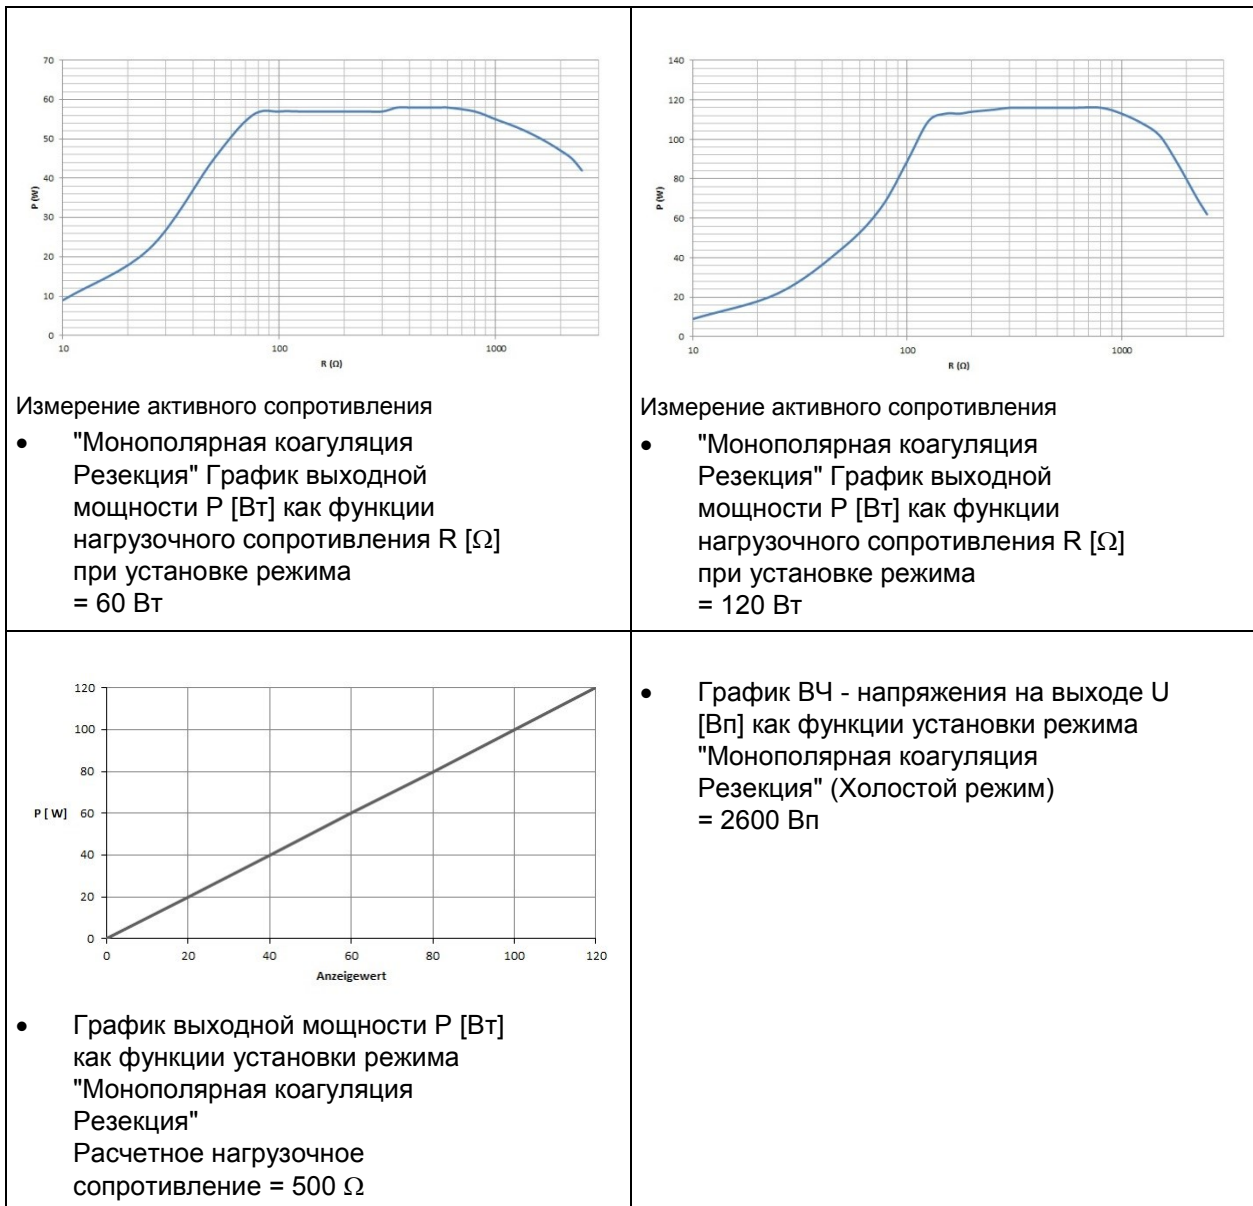 70
60
50
40
30
20
10
0
P (W)
10
100
1000
R (Ω)
Измерение активного сопротивления
• "Монополярная коагуляция
Резекция" График выходной
мощности P [Вт] как функции
нагрузочного сопротивления R [Ω]
при установке режима
= 60 Вт
140
120
100
80
60
40
20
0
P (W)
10
100
1000
R (Ω)
Измерение активного сопротивления
• "Монополярная коагуляция
Резекция" График выходной
мощности P [Вт] как функции
нагрузочного сопротивления R [Ω]
при установке режима
= 120 Вт
120
100
80
60
40
20
0
P [ W]
0
20
40
60
80
100
120
Anzeigewert
• График выходной мощности P [Вт]
как функции установки режима
"Монополярная коагуляция
Резекция"
Расчетное нагрузочное
сопротивление = 500 Ω
• График ВЧ - напряжения на выходе U
[Вп] как функции установки режима
"Монополярная коагуляция
Резекция" (Холостой режим)
= 2600 Вп